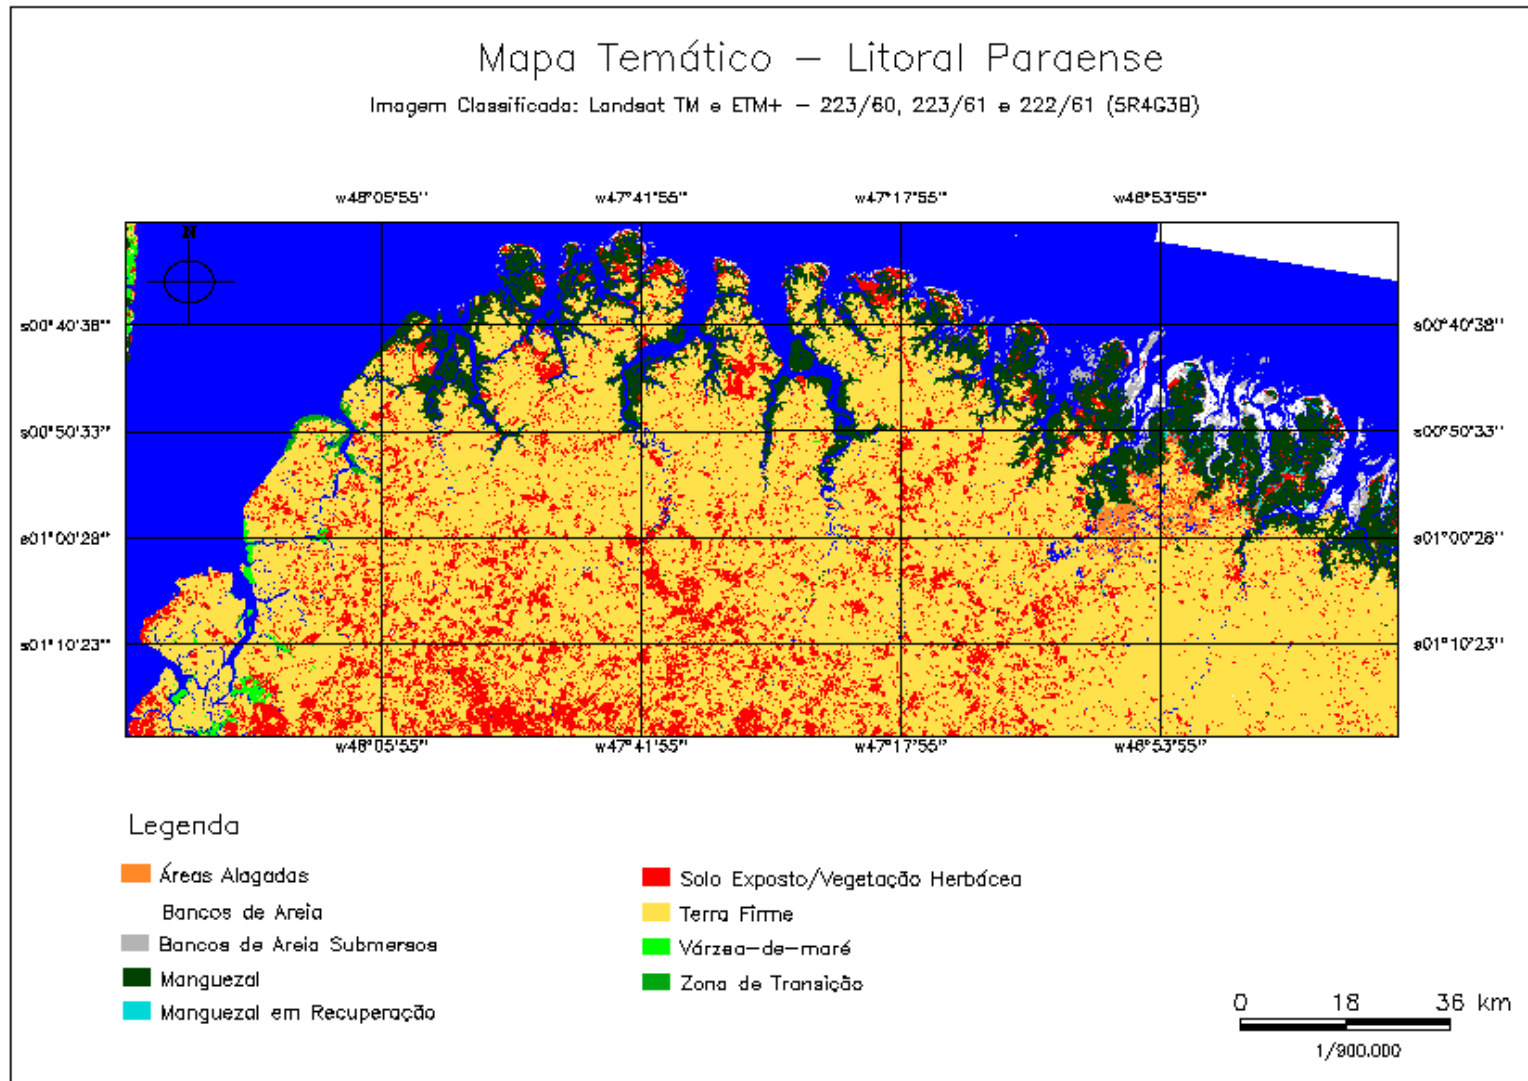 Mapa Temático – Litoral Paraense
Imagem Classificada: Landsat TM e ETM+ – 223/60, 223/61 e 222/61 (5R4G3B)
w48°05'55'' w47°41'55'' w47°17'55'' w46°53'55''
N
s00°40'38'' s00°40'38''
s00°50'33'' s00°50'33''
s01°00'28'' s01°00'28''
s01°10'23'' s01°10'23''
w48°05'55'' w47°41'55'' w47°17'55'' w46°53'55''
Legenda
Áreas Alagadas
Bancos de Areia
Bancos de Areia Submersos
Manguezal
Manguezal em Recuperação
Solo Exposto/Vegetação Herbácea
Terra Firme
Várzea-de-maré
Zona de Transição
0 18 36 km
1/900.000